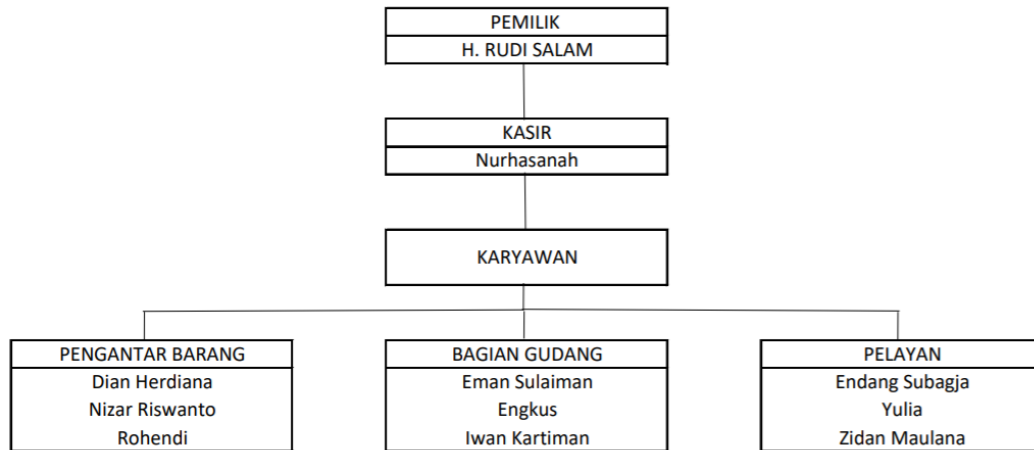 PEMILIK
H. RUDI SALAM
KASIR
Nurhasanah
KARYAWAN
PENGANTAR BARANG
Dian Herdiana
Nizar Riswanto
Rohendi
BAGIAN GUDANG
Eman Sulaiman
Engkus
Iwan Kartiman
PELAYAN
Endang Subagja
Yulia
Zidan Maulana